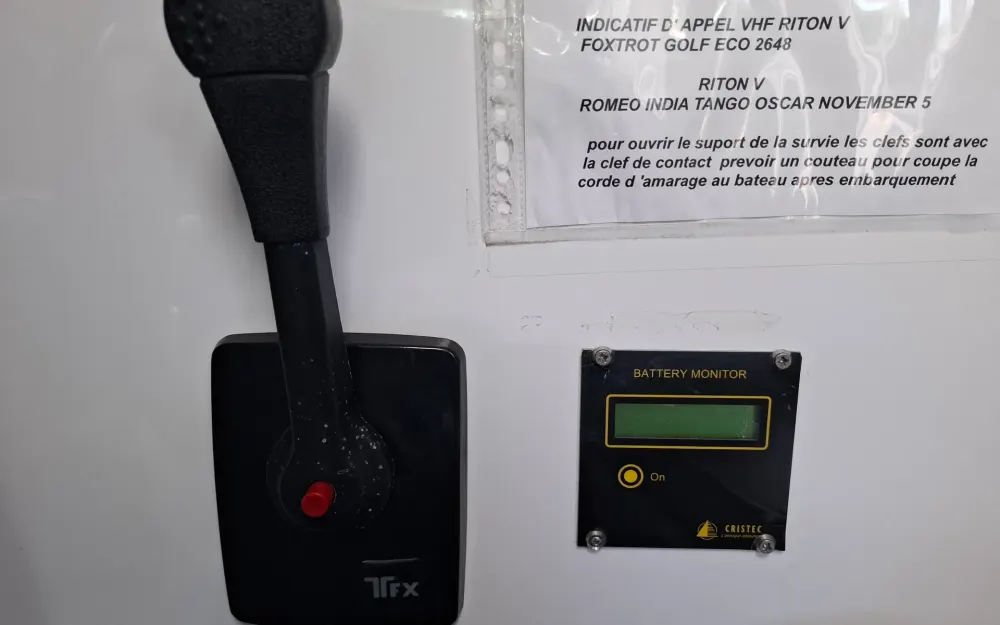 INDICATIF D'APPEL VHF RITON V
FOXTROT GOLF ECO 2648
RITON V
ROMEO INDIA TANGO OSCAR NOVEMBER 5
pour ouvrir le suport de la survie les clefs sont avec
la clef de contact prevoir un couteau pour coupe la
corde d 'amarage au bateau apres embarquement
BATTERY MONITOR
On
CRISTEC
TFX